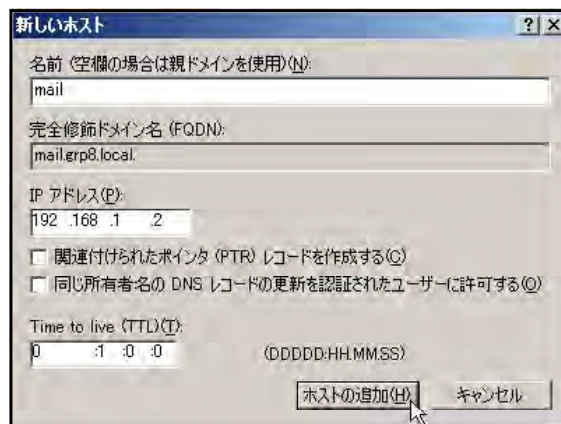 新しいホスト
名前 (空欄の場合は親ドメインを使用)(N):
mail
完全修飾ドメイン名 (FQDN):
mail.grp8.local.
IP アドレス(P):
192 .168 .1 .2
関連付けられたポインタ (PTR) レコードを作成する(C)
同じ所有者名の DNS レコードの更新を認証されたユーザーに許可する(O)
Time to live (TTL)(T):
0 :1 :0 :0 (DDDDD:HH.MM.SS)
ホストの追加(H) キャンセル